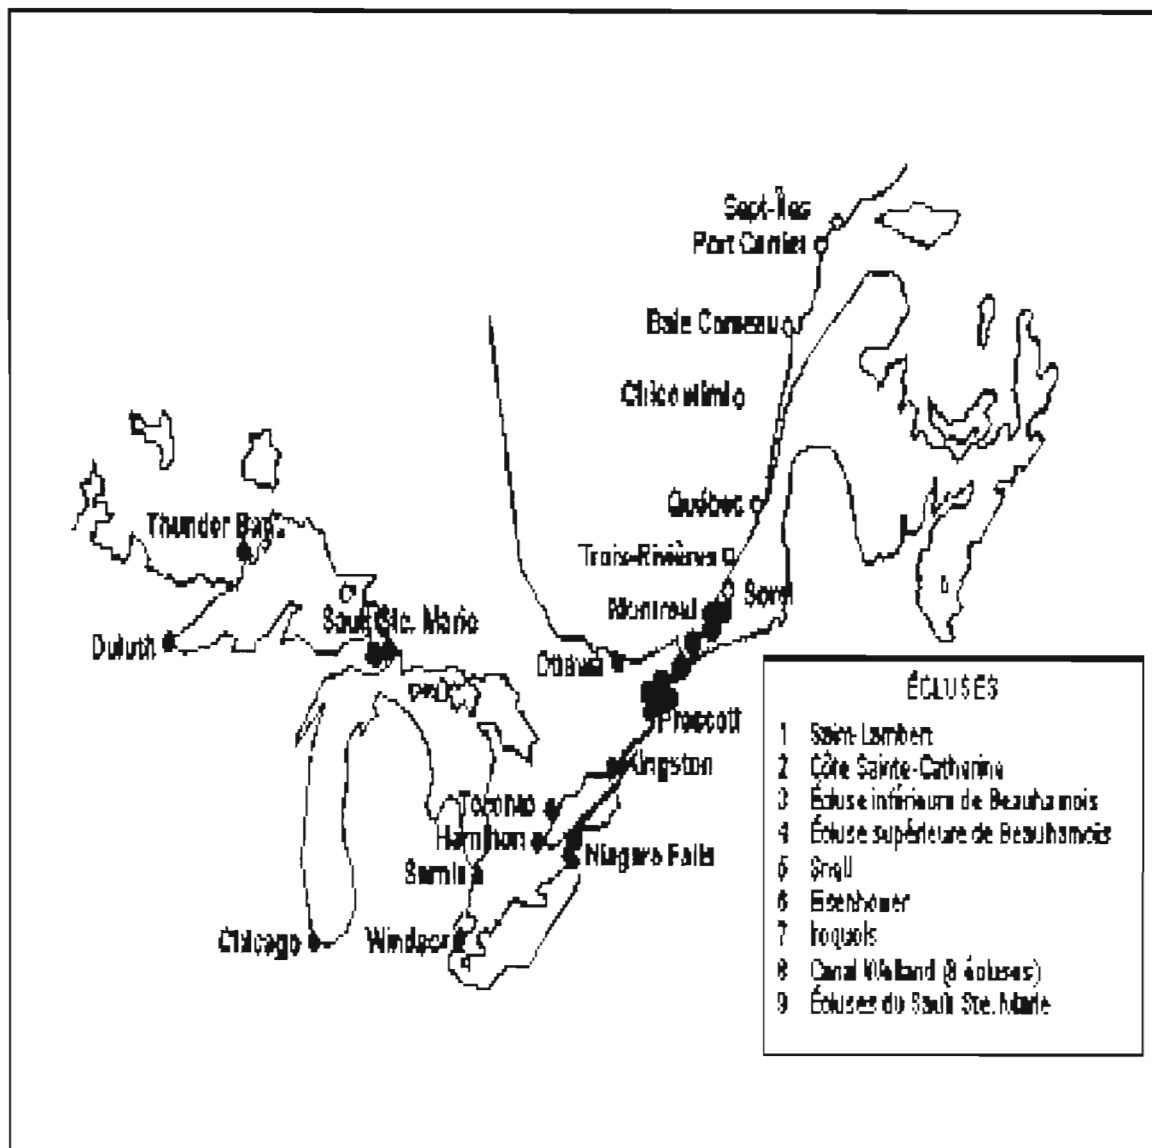 Sept-Îles
Port Cartier
Baie Comeau
Chicoutimi
Québec
Trois-Rivières
Sorel
Montreal
Thunder Bay
Sault Ste. Marie
Duluth
Ottawa
Prescott
Kingston
Toronto
Hamilton
Niagara Falls
Sarnia
Chicago
Windsor
ÉCLUSES
1 Saint-Lambert
2 Côte Sainte-Catherine
3 Écluse inférieure de Beauharnois
4 Écluse supérieure de Beauharnois
5 Snell
6 Eisenhower
7 Iroquois
8 Canal Welland (8 écluses)
9 Écluses du Sault Ste. Marie